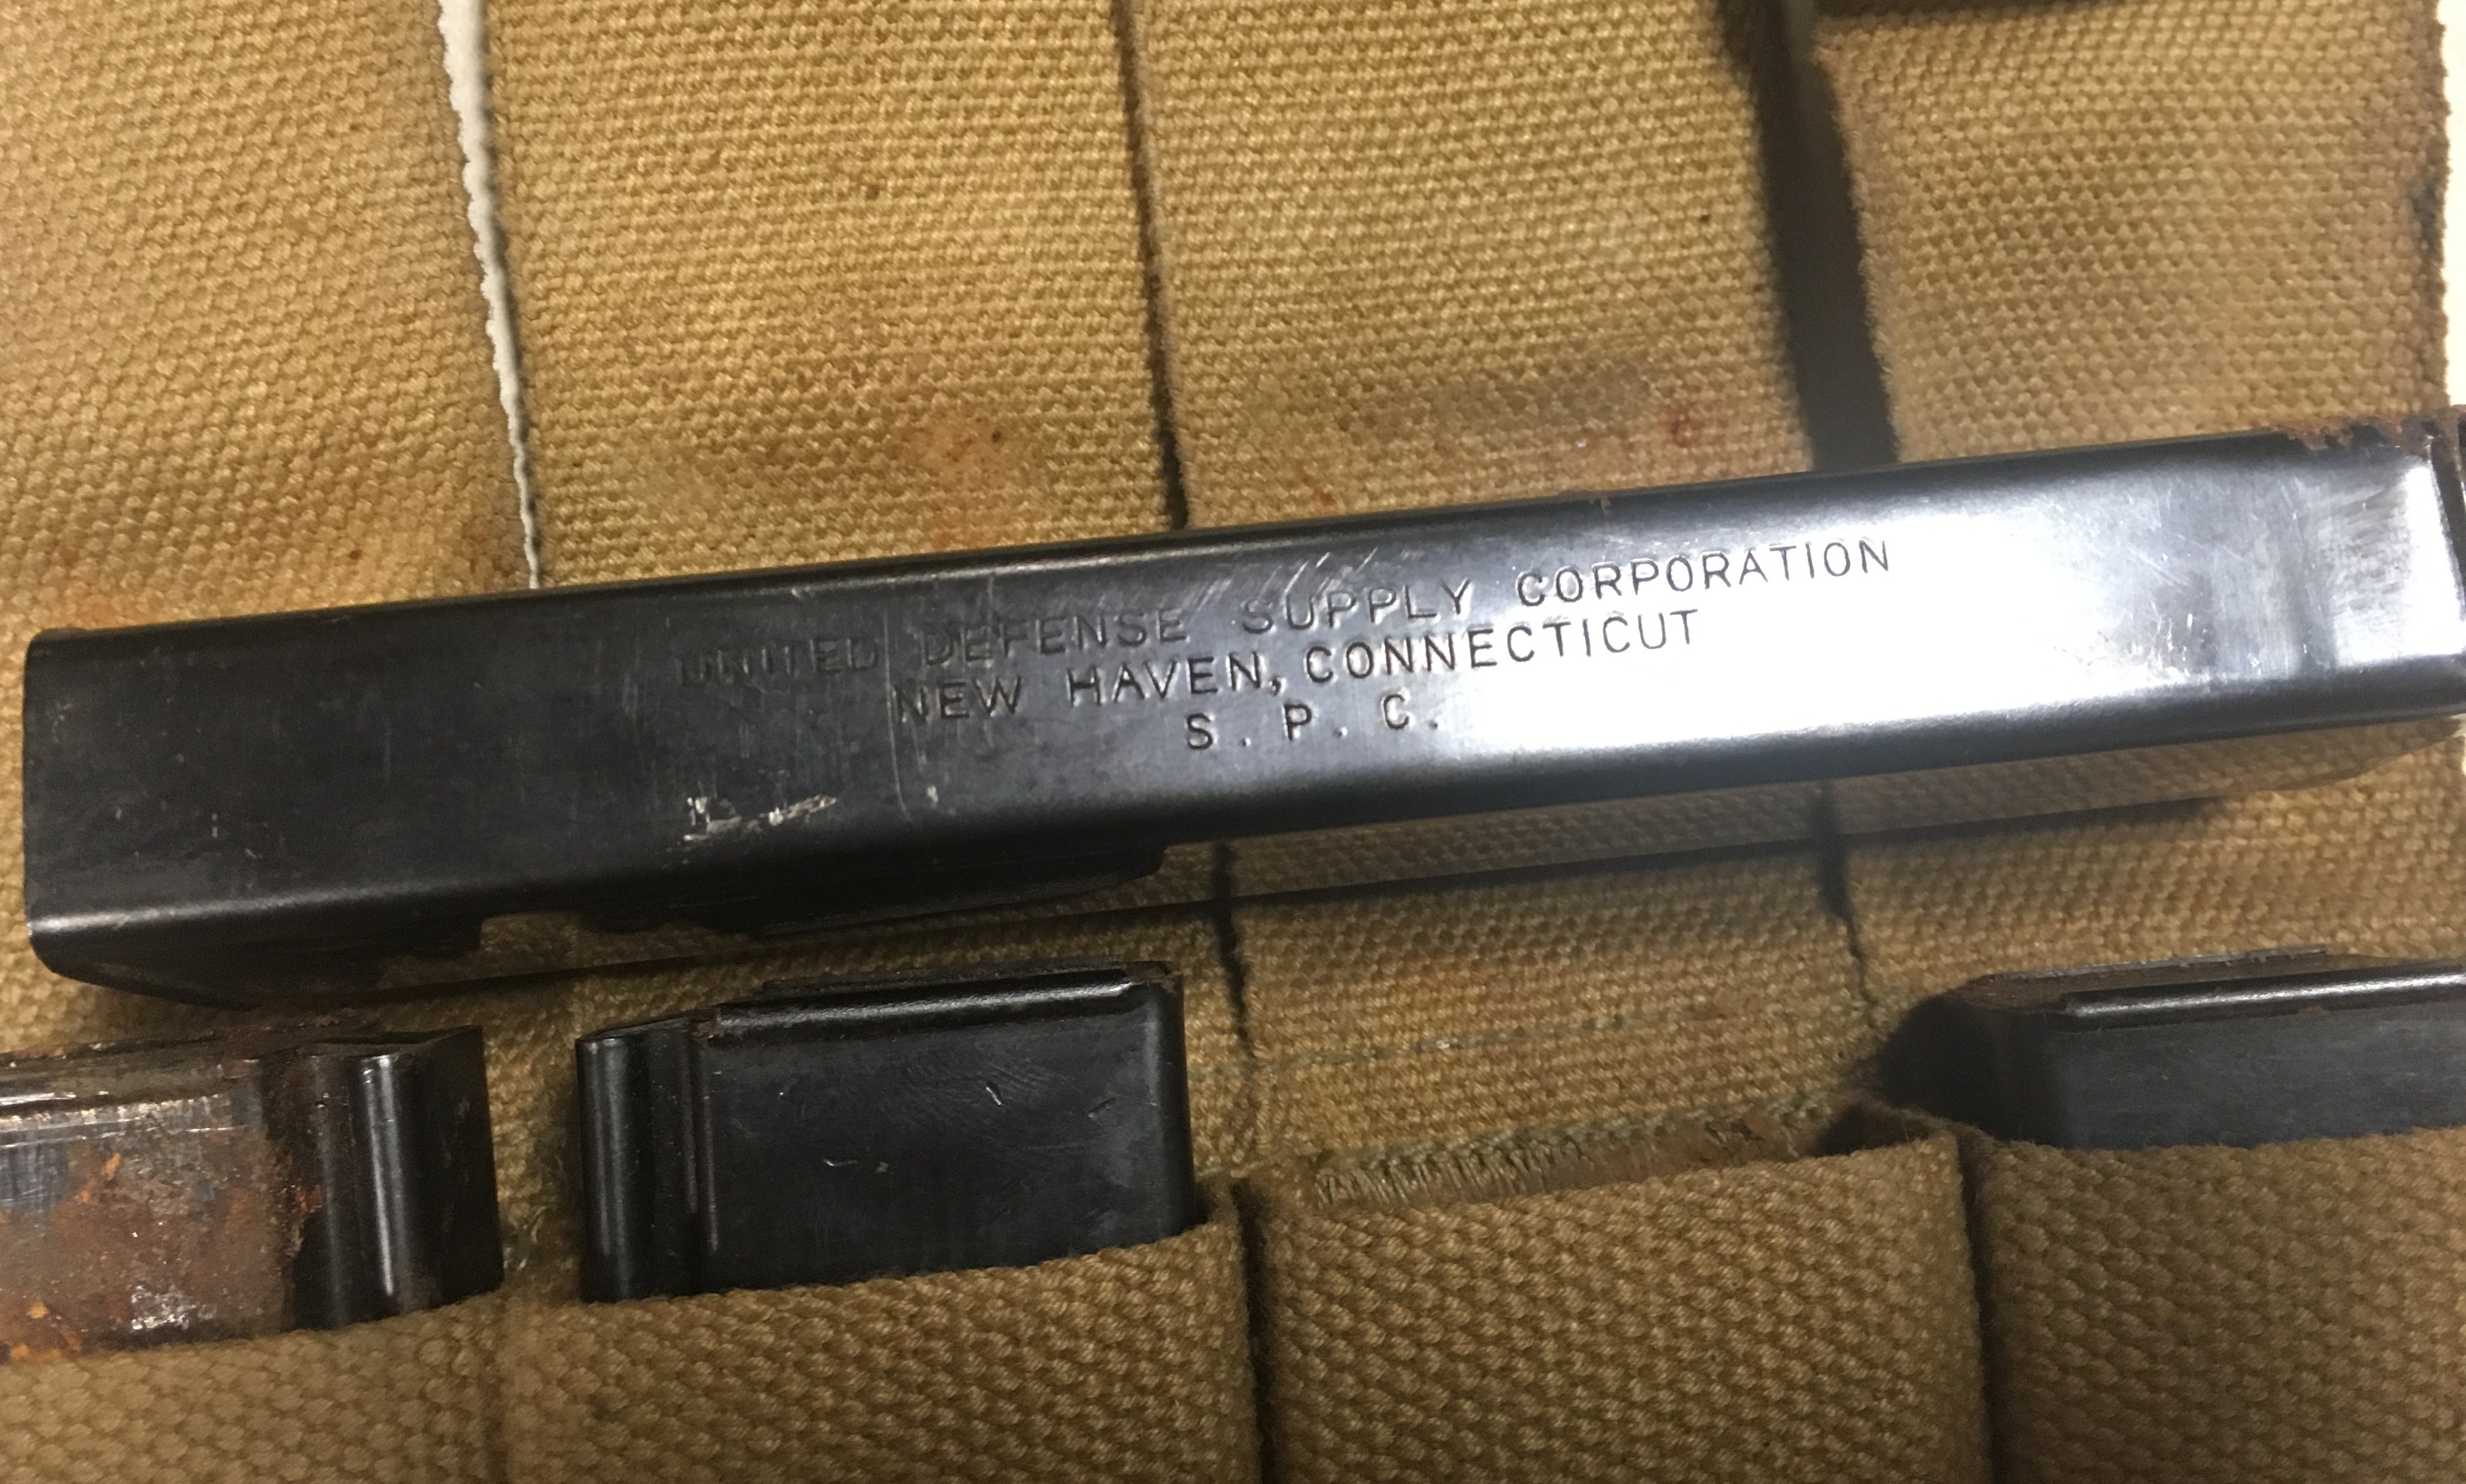 UNITED DEFENSE SUPPLY CORPORATION
NEW HAVEN, CONNECTICUT
S. P. C.